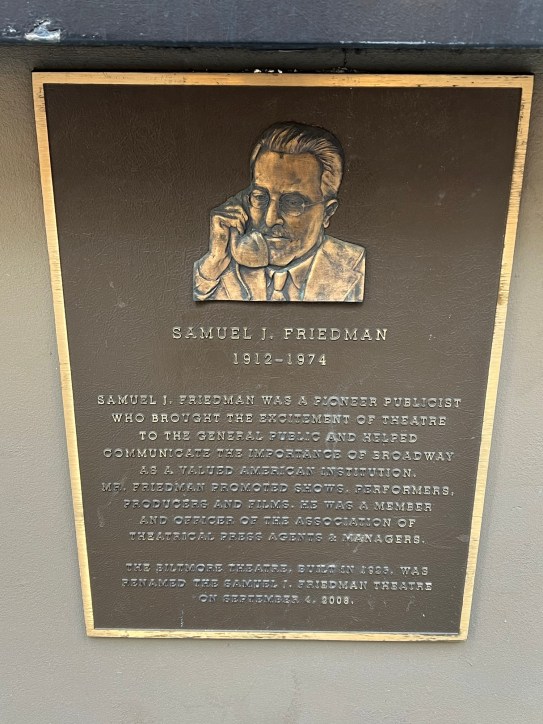 SAMUEL J. FRIEDMAN
1912-1974
SAMUEL J. FRIEDMAN WAS A PIONEER PUBLICIST
WHO BROUGHT THE EXCITEMENT OF THEATRE
TO THE GENERAL PUBLIC AND HELPED
COMMUNICATE THE IMPORTANCE OF BROADWAY
AS A VALUED AMERICAN INSTITUTION.
MR. FRIEDMAN PROMOTED SHOWS, PERFORMERS,
PRODUCERS AND FILMS. HE WAS A MEMBER
AND OFFICER OF THE ASSOCIATION OF
THEATRICAL PRESS AGENTS & MANAGERS.
THE BILTMORE THEATRE, BUILT IN 1925, WAS
RENAMED THE SAMUEL J. FRIEDMAN THEATRE
ON SEPTEMBER 4, 2008.